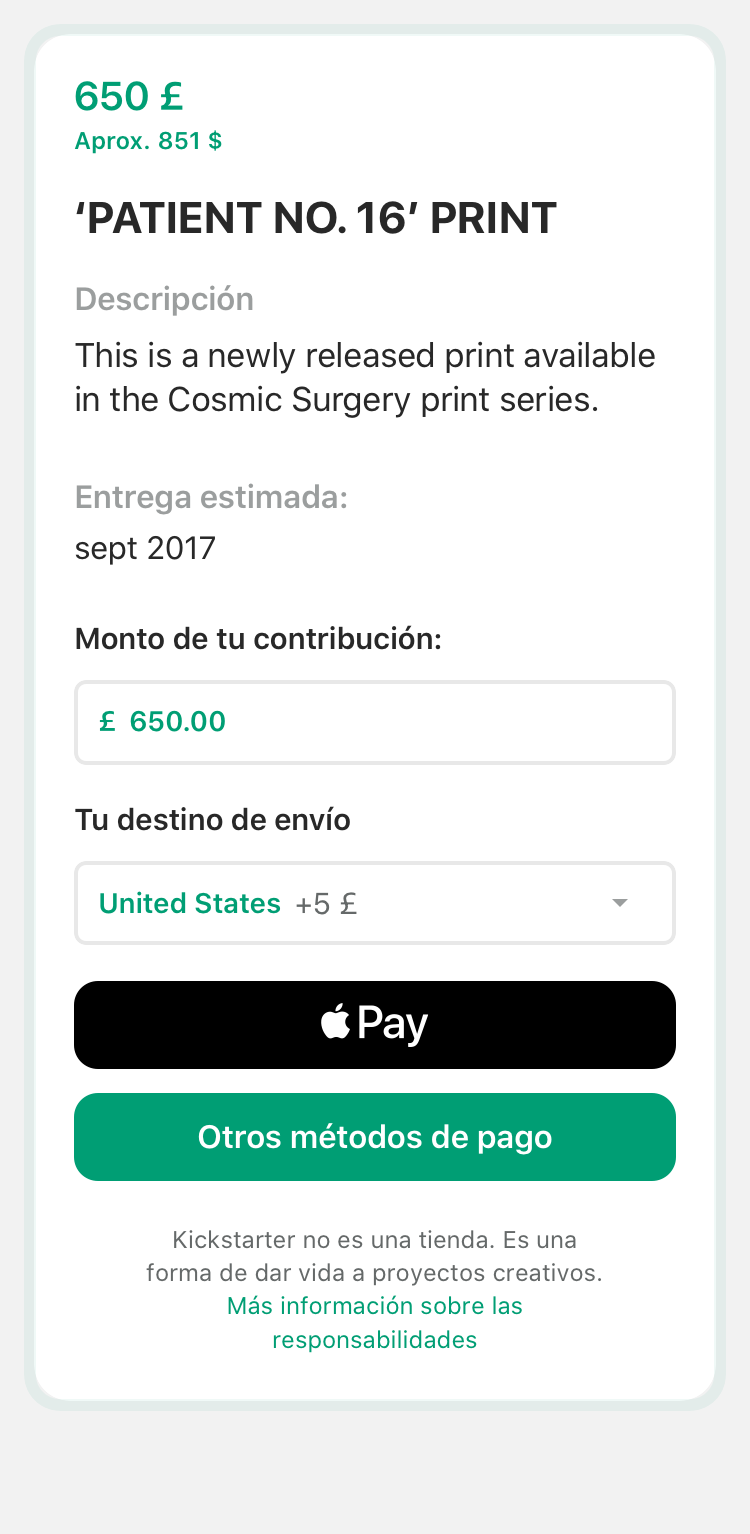 650 £
Aprox. 851 $
‘PATIENT NO. 16’ PRINT
Descripción
This is a newly released print available
in the Cosmic Surgery print series.
Entrega estimada:
sept 2017
Monto de tu contribución:
£ 650.00
Tu destino de envío
United States +5 £
Pay
Otros métodos de pago
Kickstarter no es una tienda. Es una
forma de dar vida a proyectos creativos.
Más información sobre las
responsabilidades